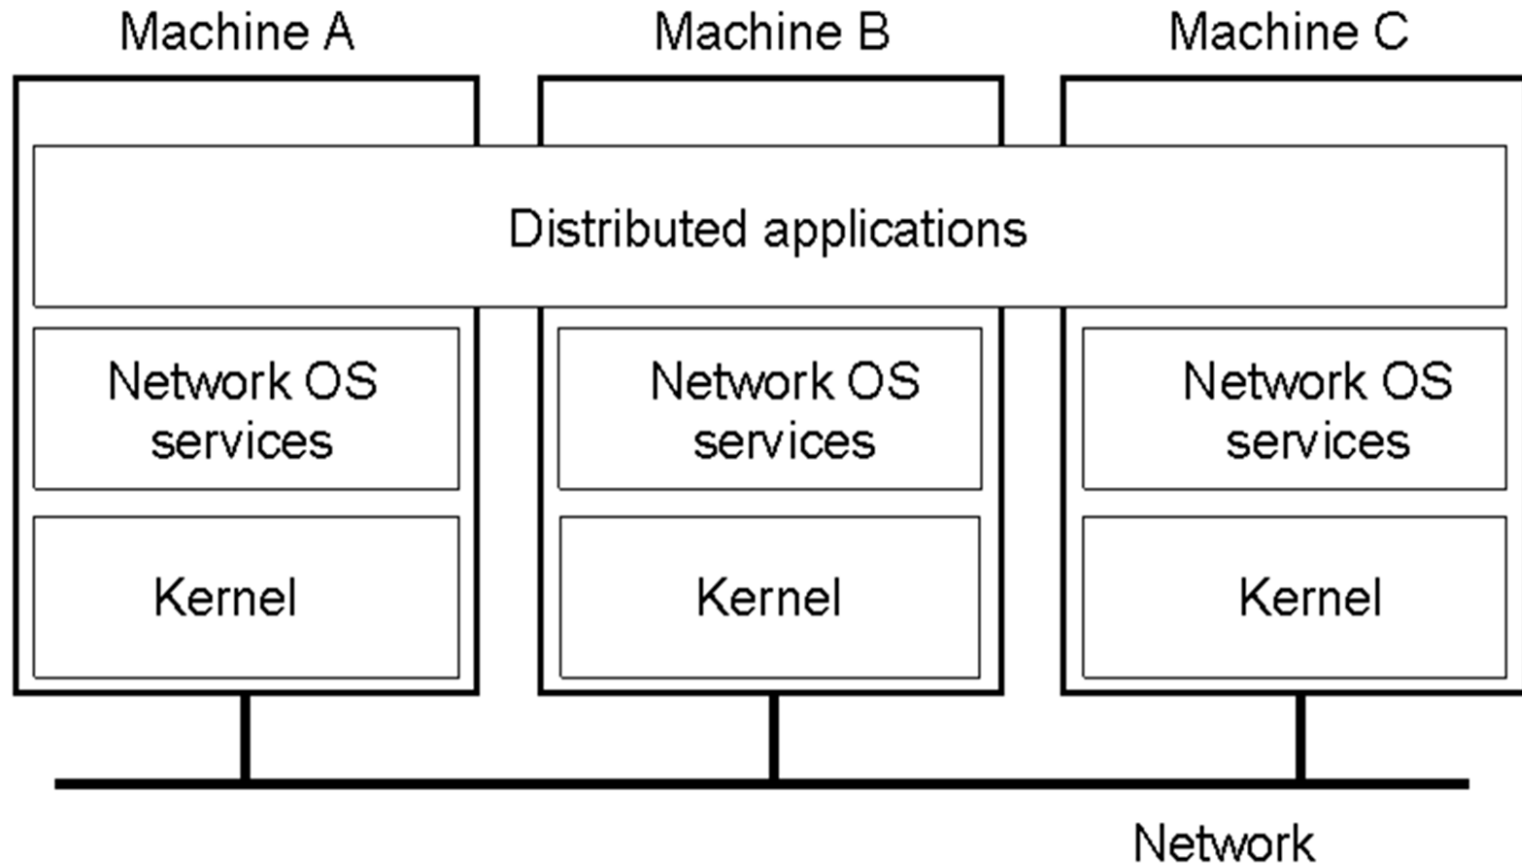 Machine A
Machine B
Machine C
Distributed applications
Network OS
services
Network OS
services
Network OS
services
Kernel
Kernel
Kernel
Network